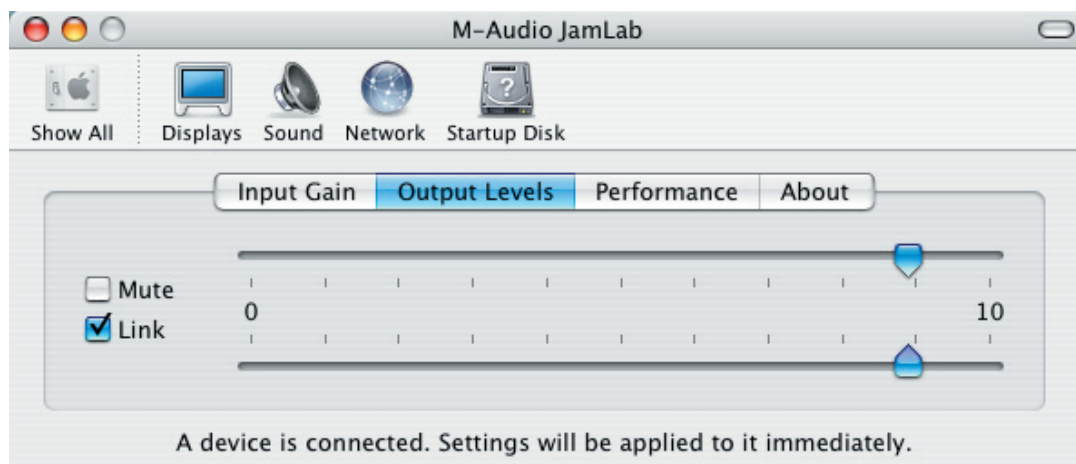 M-Audio JamLab
Show All Displays Sound Network Startup Disk
Input Gain Output Levels Performance About
Mute
0 10
Link
A device is connected. Settings will be applied to it immediately.